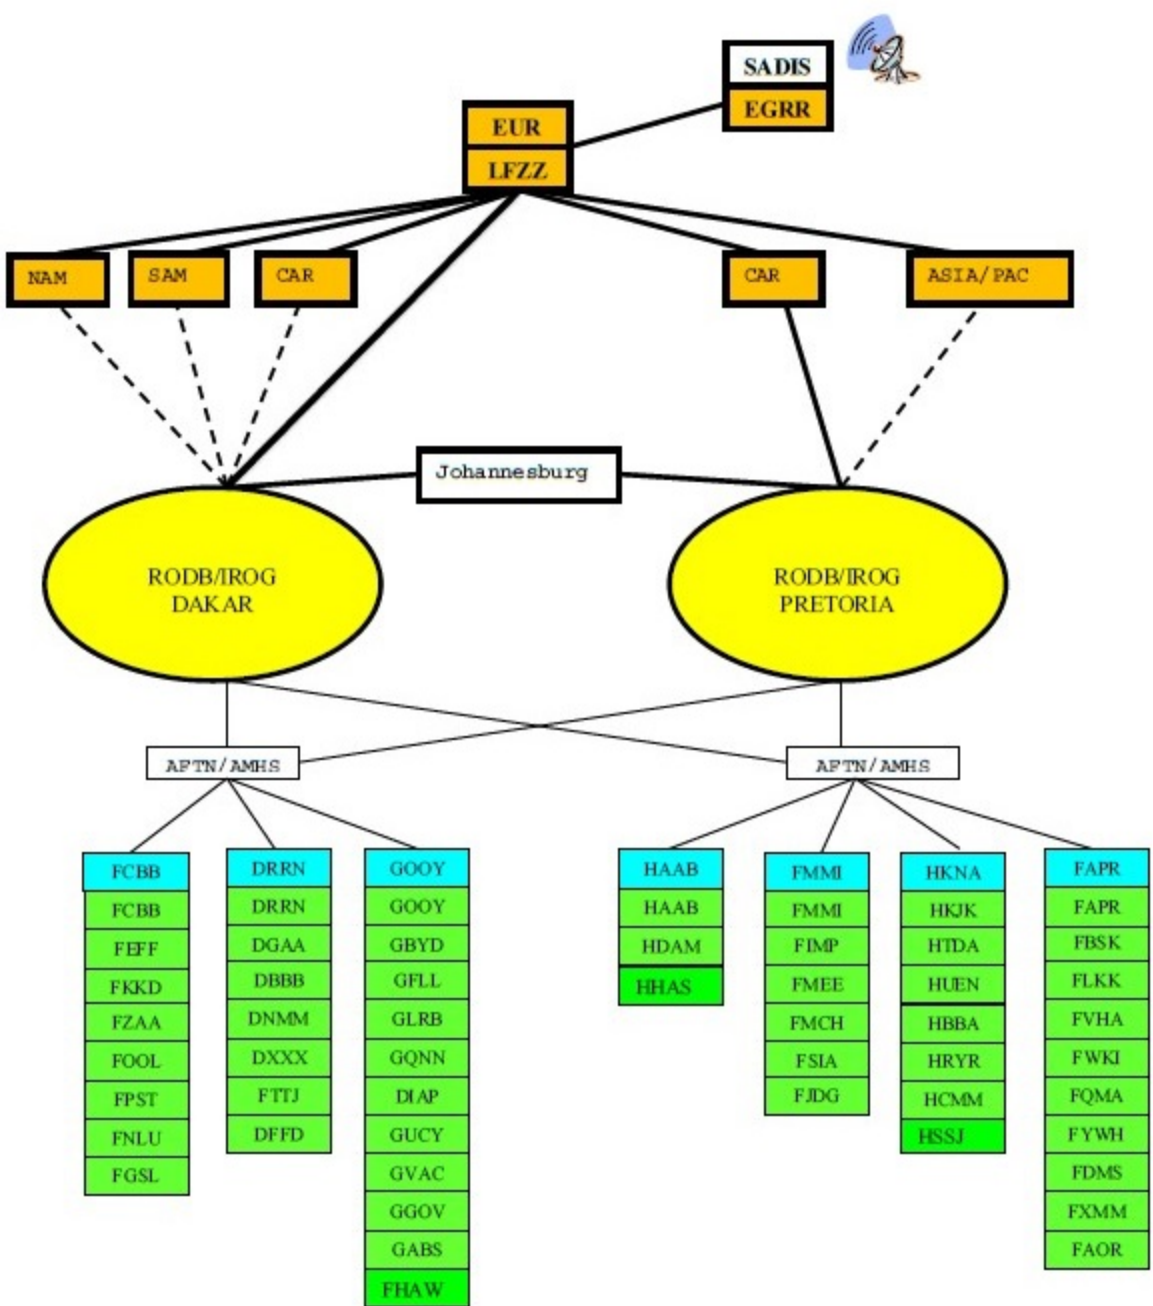 SADIS
EGRR
EUR
LFZZ
NAM
SAM
CAR
CAR
ASIA/PAC
Johannesburg
RODB/IROG
DAKAR
RODB/IROG
PRETORIA
AFTN/AMHS
AFTN/AMHS
FCBB
FCBB
FEFF
FKKD
FZAA
FOOL
FPST
FNLU
FGSL
DRRN
DRRN
DGAA
DBBB
DNMM
DXXX
FTTJ
DFFD
GOOY
GOOY
GBYD
GFLL
GLRB
GQNN
DIAP
GUCY
GVAC
GGOV
GABS
FHAW
HAAB
HAAB
HDAM
HHAS
FMMI
FMMI
FIMP
FMEE
FMCH
FSIA
FJDG
HKNA
HKJK
HTDA
HUEN
HBBA
HRYR
HCMM
HSSJ
FAPR
FAPR
FBSK
FLKK
FVHA
FWKI
FQMA
FYWH
FDMS
FXMM
FAOR